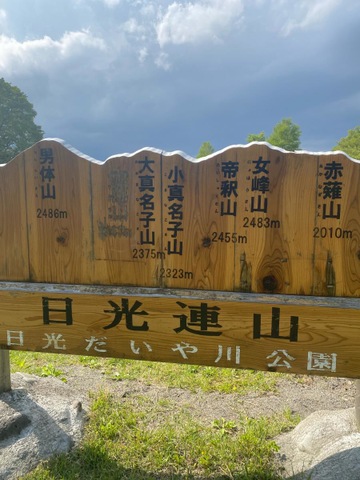 男体山
2486m
大真名子山
2375m
小真名子山
2323m
帝釈山
2455m
女峰山
2483m
赤薙山
2010m
日光連山
日光だいや川公園